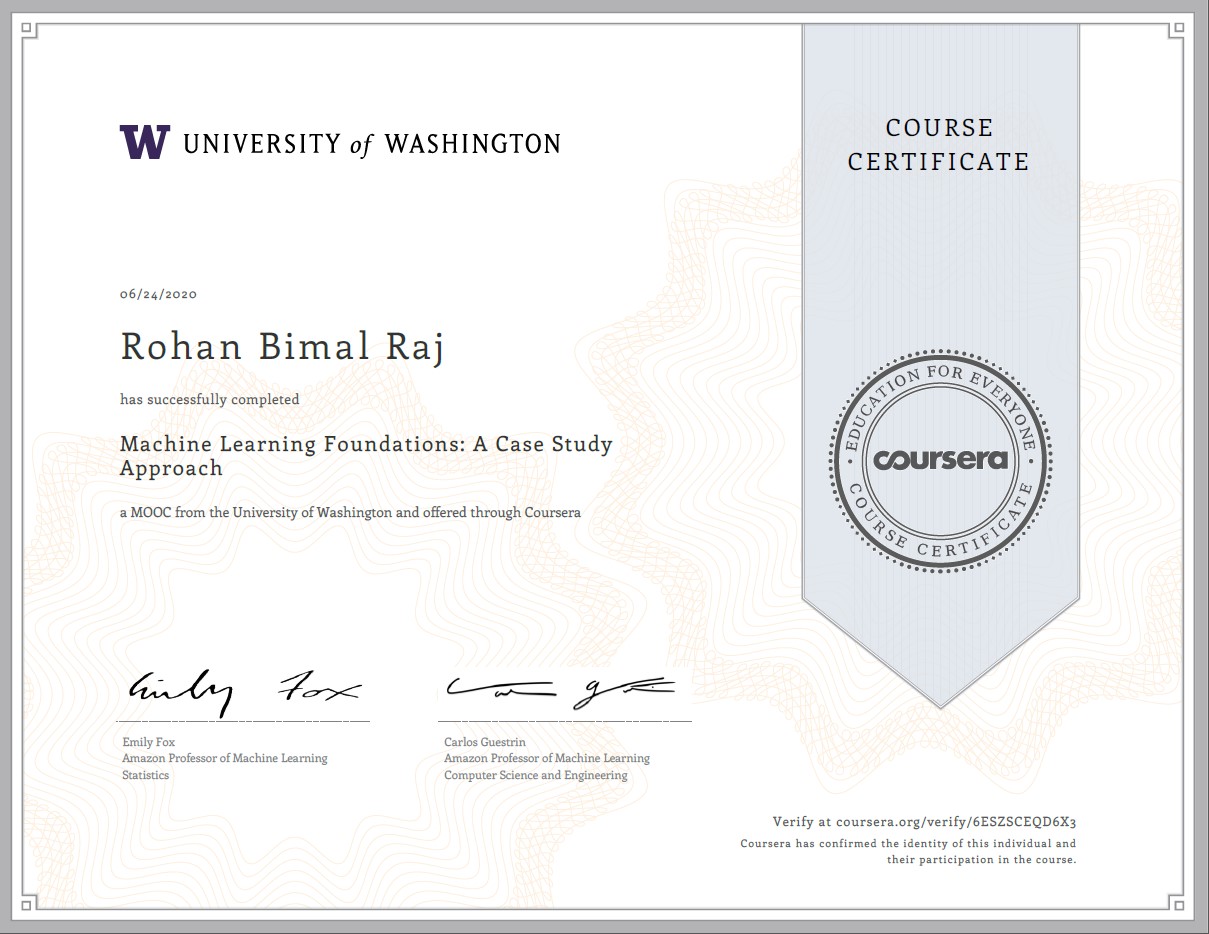 W UNIVERSITY of WASHINGTON
COURSE
CERTIFICATE
06/24/2020
Rohan Bimal Raj
has successfully completed
Machine Learning Foundations: A Case Study
Approach
a MOOC from the University of Washington and offered through Coursera
EDUCATION FOR EVERYONE
coursera
COURSE CERTIFICATE
Emily Fox
Emily Fox
Amazon Professor of Machine Learning
Statistics
Carlos Guestrin
Amazon Professor of Machine Learning
Computer Science and Engineering
Verify at coursera.org/verify/6ESZSCEQD6X3
Coursera has confirmed the identity of this individual and
their participation in the course.